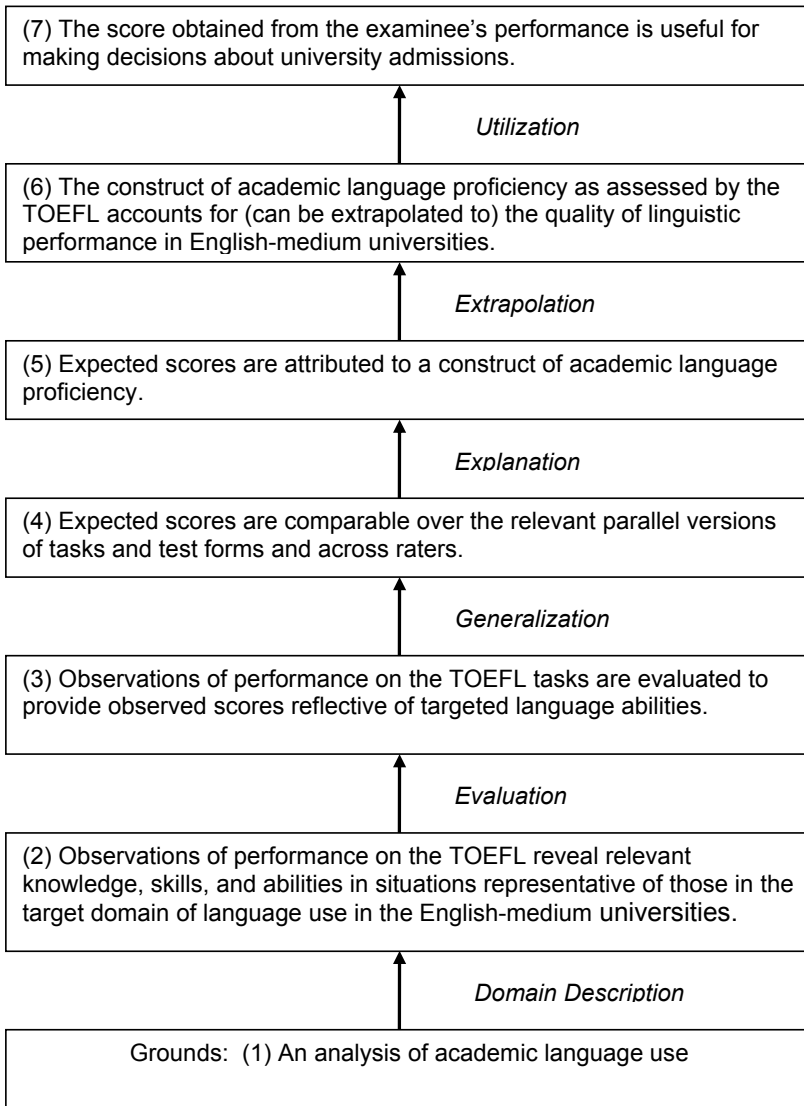 (7) The score obtained from the examinee’s performance is useful for
making decisions about university admissions.
Utilization
(6) The construct of academic language proficiency as assessed by the
TOEFL accounts for (can be extrapolated to) the quality of linguistic
performance in English-medium universities.
Extrapolation
(5) Expected scores are attributed to a construct of academic language
proficiency.
Explanation
(4) Expected scores are comparable over the relevant parallel versions
of tasks and test forms and across raters.
Generalization
(3) Observations of performance on the TOEFL tasks are evaluated to
provide observed scores reflective of targeted language abilities.
Evaluation
(2) Observations of performance on the TOEFL reveal relevant
knowledge, skills, and abilities in situations representative of those in the
target domain of language use in the English-medium universities.
Domain Description
Grounds: (1) An analysis of academic language use